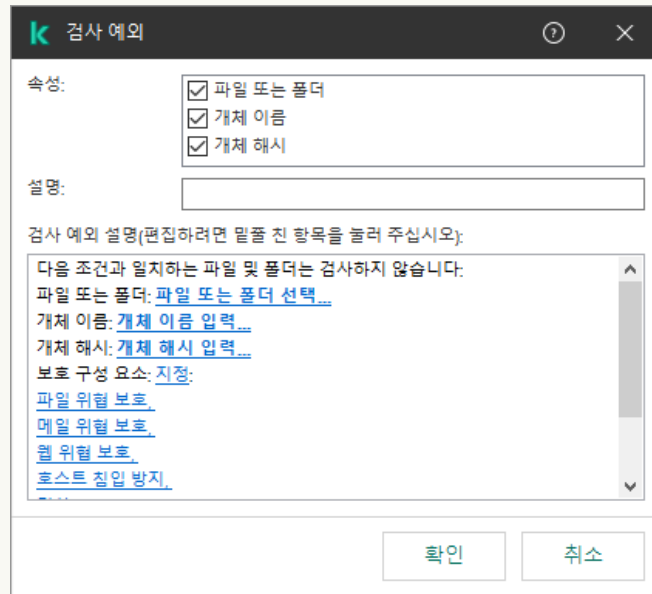 검사 예외
속성:
파일 또는 폴더
개체 이름
개체 해시
설명:
검사 예외 설명(편집하려면 밑줄 친 항목을 눌러 주십시오):
다음 조건과 일치하는 파일 및 폴더는 검사하지 않습니다:
파일 또는 폴더: 파일 또는 폴더 선택...
개체 이름: 개체 이름 입력...
개체 해시: 개체 해시 입력...
보호 구성 요소: 지정:
파일 위협 보호,
메일 위협 보호,
웹 위협 보호,
호스트 침입 방지,
확인 취소